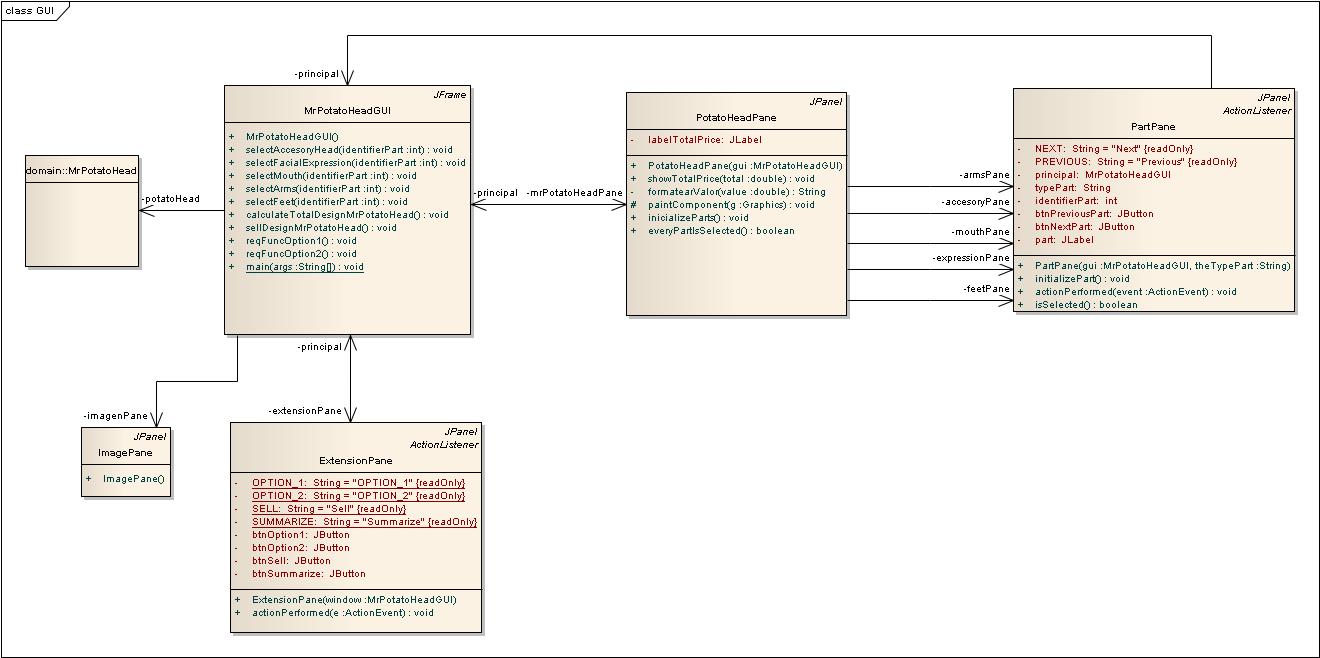 class GUI
-principal
JFrame
MrPotatoHeadGUI
+ MrPotatoHeadGUI()
+ selectAccesoryHead(identifierPart :int) : void
+ selectFacialExpression(identifierPart :int) : void
+ selectMouth(identifierPart :int) : void
+ selectArms(identifierPart :int) : void
+ selectFeet(identifierPart :int) : void
+ calculateTotalDesignMrPotatoHead() : void
+ sellDesignMrPotatoHead() : void
+ reqFuncOption1() : void
+ reqFuncOption2() : void
+ main(args :String[]) : void
domain::MrPotatoHead
-potatoHead
-principal
-mrPotatoHeadPane
JPanel
PotatoHeadPane
- labelTotalPrice: JLabel
+ PotatoHeadPane(gui :MrPotatoHeadGUI)
+ showTotalPrice(total :double) : void
- formatearValor(value :double) : String
# paintComponent(g :Graphics) : void
+ inicializeParts() : void
+ everyPartIsSelected() : boolean
-armsPane
-accesoryPane
-mouthPane
-expressionPane
-feetPane
JPanel
ActionListener
PartPane
- NEXT: String = "Next" {readOnly}
- PREVIOUS: String = "Previous" {readOnly}
- principal: MrPotatoHeadGUI
- typePart: String
- identifierPart: int
- btnPreviousPart: JButton
- btnNextPart: JButton
- part: JLabel
+ PartPane(gui :MrPotatoHeadGUI, theTypePart :String)
+ initializePart() : void
+ actionPerformed(event :ActionEvent) : void
+ isSelected() : boolean
-principal
-imagenPane
JPanel
ImagePane
+ ImagePane()
-extensionPane
JPanel
ActionListener
ExtensionPane
- OPTION_1: String = "OPTION_1" {readOnly}
- OPTION_2: String = "OPTION_2" {readOnly}
- SELL: String = "Sell" {readOnly}
- SUMMARIZE: String = "Summarize" {readOnly}
- btnOption1: JButton
- btnOption2: JButton
- btnSell: JButton
- btnSummarize: JButton
+ ExtensionPane(window :MrPotatoHeadGUI)
+ actionPerformed(e :ActionEvent) : void